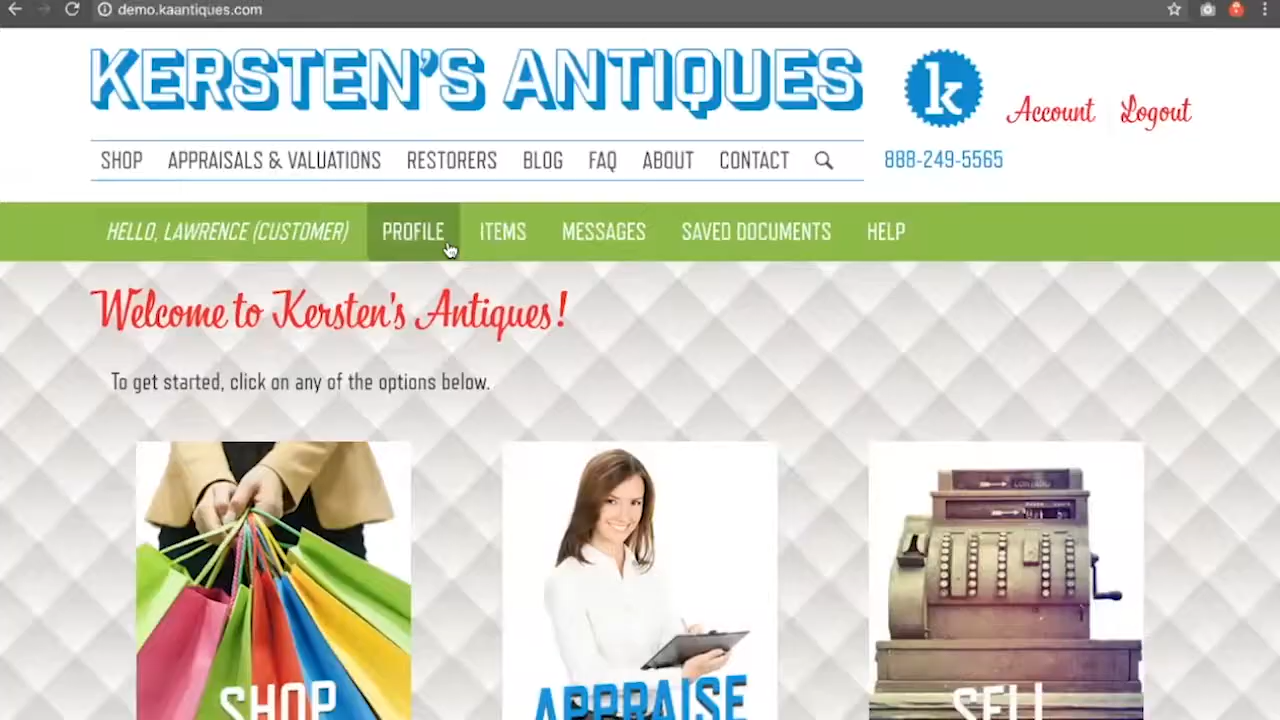 demo.kaantiques.com
KERSTEN'S ANTIQUES
k
Account Logout
SHOP APPRAISALS & VALUATIONS RESTORERS BLOG FAQ ABOUT CONTACT
888-249-5565
HELLO, LAWRENCE (CUSTOMER) PROFILE ITEMS MESSAGES SAVED DOCUMENTS HELP
Welcome to Kersten's Antiques!
To get started, click on any of the options below.
SHOP APPRAISE SELL